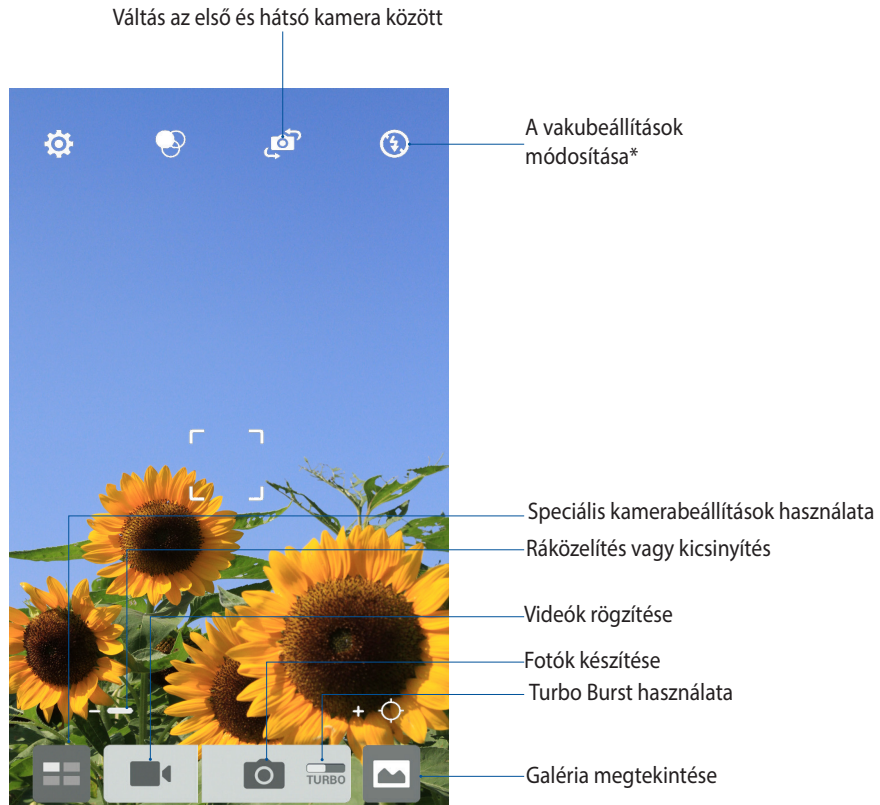 Váltás az első és hátsó kamera között
A vakubeállítások
módosítása*
Speciális kamerabeállítások használata
Ráközelítés vagy kicsinyítés
Videók rögzítése
Fotók készítése
Turbo Burst használata
TURBO
Galéria megtekintése